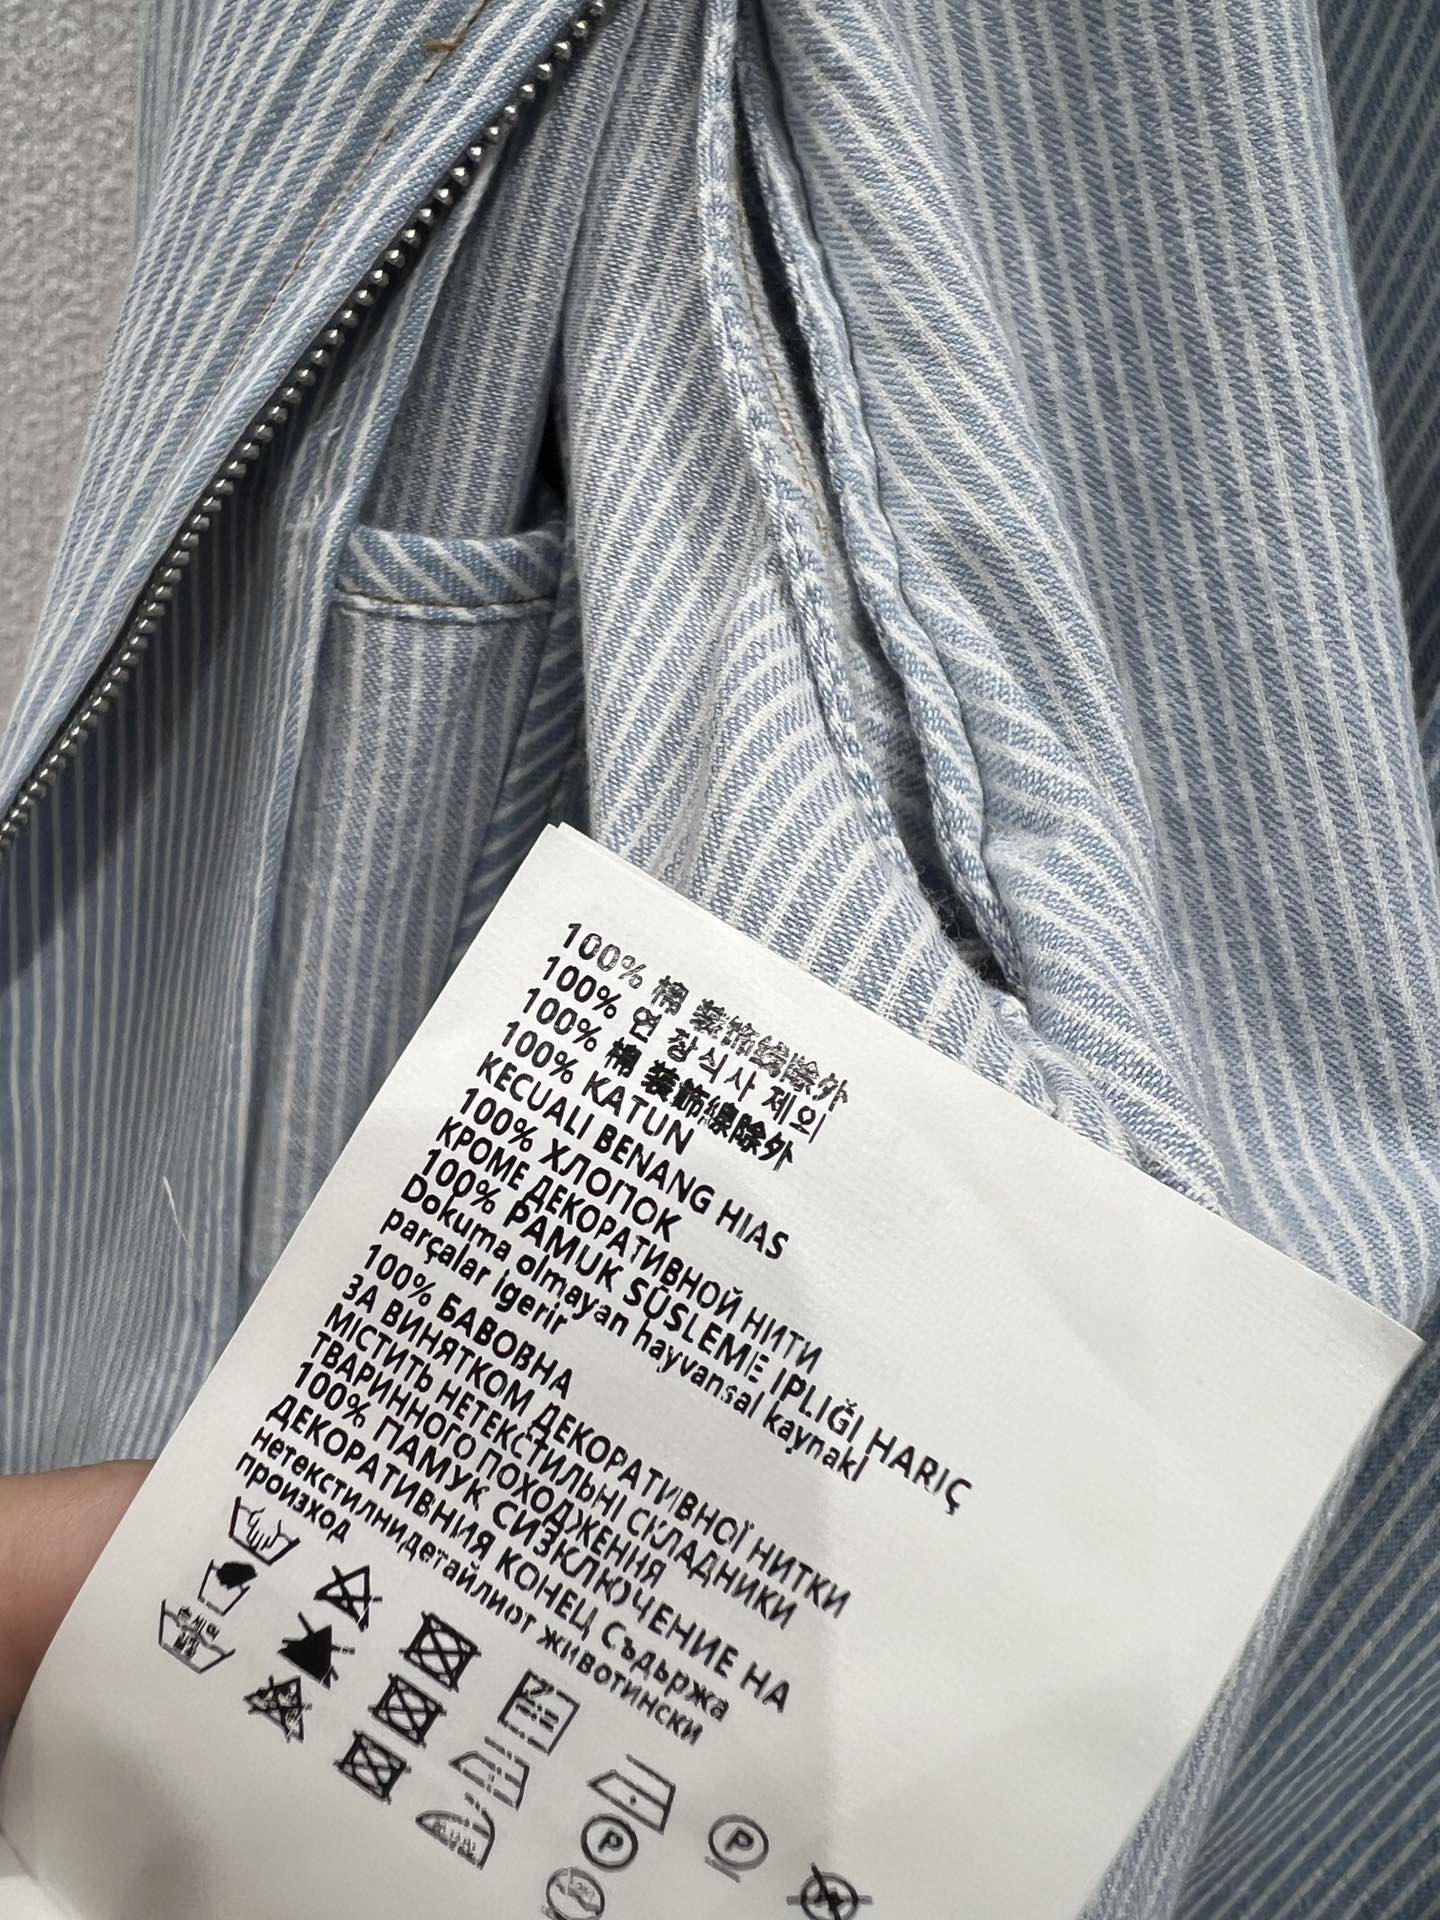 100% 棉 装饰线除外
100% 면 장식사 제외
100% 棉 裝飾線除外
100% KATUN
KECUALI BENANG HIAS
100% ХЛОПОК
КРОМЕ ДЕКОРАТИВНОЙ НИТИ
100% PAMUK SÜSLEME IPLIĞI HARIÇ
Dokuma olmayan hayvansal kaynakl
parçalar igerir
100% БАВОВНА
ЗА ВИНЯТКОМ ДЕКОРАТИВНОЇ НИТКИ
МІСТИТЬ НЕТЕКСТИЛЬНІ СКЛАДНИКИ
ТВАРИННОГО ПОХОДЖЕННЯ
100% ПАМУК СИЗКЛЮЧЕНИЕ НА
ДЕКОРАТИВНИЯ КОНЕЦ Съдържа
нетекстилнидетайлиот животински
произход
P
P